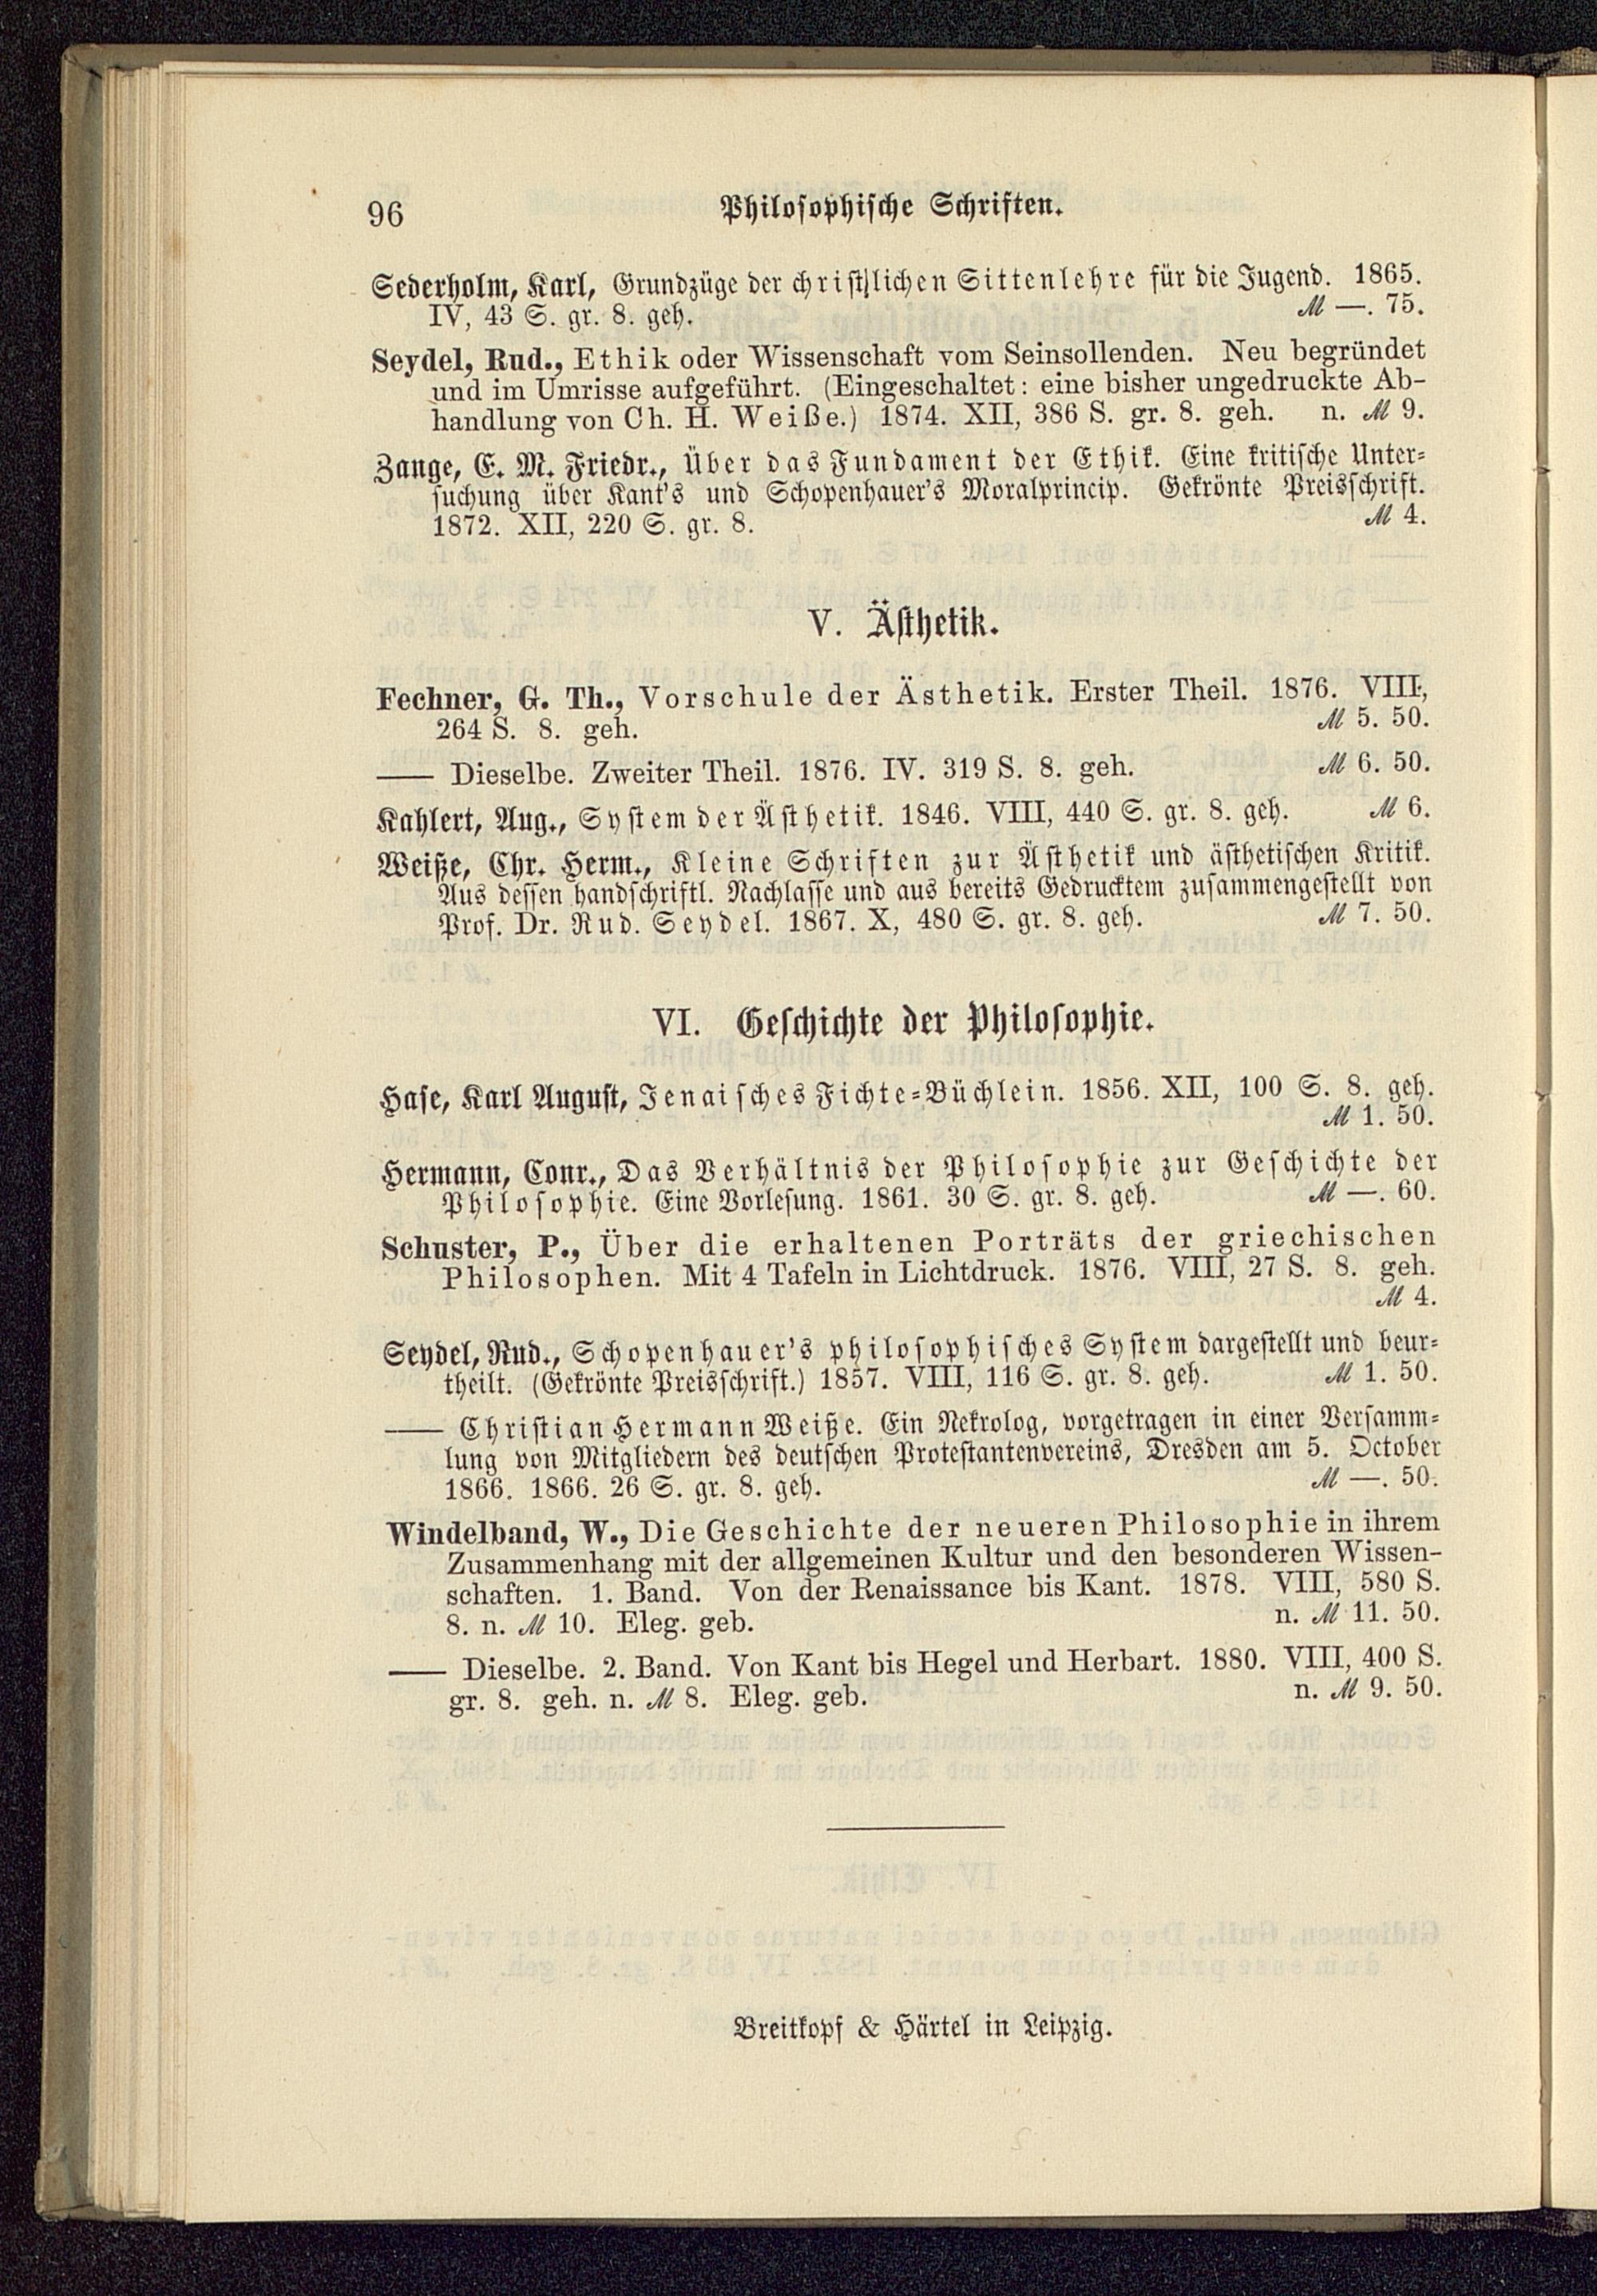 96
Philosophische Schriften.
Sederholm, Karl, Grundzüge der christlichen Sittenlehre für die Jugend. 1865.
IV, 43 S. gr. 8. geh. ℳ —. 75.
Seydel, Rud., Ethik oder Wissenschaft vom Seinsollenden. Neu begründet
und im Umrisse aufgeführt. (Eingeschaltet: eine bisher ungedruckte Ab-
handlung von Ch. H. Weiße.) 1874. XII, 386 S. gr. 8. geh. n. ℳ 9.
Zange, E. M. Friedr., Über das Fundament der Ethik. Eine kritische Unter-
suchung über Kant's und Schopenhauer's Moralprincip. Gekrönte Preisschrift.
1872. XII, 220 S. gr. 8. ℳ 4.
V. Ästhetik.
Fechner, G. Th., Vorschule der Ästhetik. Erster Theil. 1876. VIII,
264 S. 8. geh. ℳ 5. 50.
—— Dieselbe. Zweiter Theil. 1876. IV. 319 S. 8. geh. ℳ 6. 50.
Kahlert, Aug., System der Ästhetik. 1846. VIII, 440 S. gr. 8. geh. ℳ 6.
Weiße, Chr. Herm., Kleine Schriften zur Ästhetik und ästhetischen Kritik.
Aus dessen handschriftl. Nachlasse und aus bereits Gedrucktem zusammengestellt von
Prof. Dr. Rud. Seydel. 1867. X, 480 S. gr. 8. geh. ℳ 7. 50.
VI. Geschichte der Philosophie.
Hase, Karl August, Jenaisches Fichte-Büchlein. 1856. XII, 100 S. 8. geh.
ℳ 1. 50.
Hermann, Conr., Das Verhältnis der Philosophie zur Geschichte der
Philosophie. Eine Vorlesung. 1861. 30 S. gr. 8. geh. ℳ —. 60.
Schuster, P., Über die erhaltenen Porträts der griechischen
Philosophen. Mit 4 Tafeln in Lichtdruck. 1876. VIII, 27 S. 8. geh.
ℳ 4.
Seydel, Rud., Schopenhauer's philosophisches System dargestellt und beur-
theilt. (Gekrönte Preisschrift.) 1857. VIII, 116 S. gr. 8. geh. ℳ 1. 50.
—— Christian Hermann Weiße. Ein Nekrolog, vorgetragen in einer Versamm-
lung von Mitgliedern des deutschen Protestantenvereins, Dresden am 5. October
1866. 1866. 26 S. gr. 8. geh. ℳ —. 50.
Windelband, W., Die Geschichte der neueren Philosophie in ihrem
Zusammenhang mit der allgemeinen Kultur und den besonderen Wissen-
schaften. 1. Band. Von der Renaissance bis Kant. 1878. VIII, 580 S.
8. n. ℳ 10. Eleg. geb. n. ℳ 11. 50.
—— Dieselbe. 2. Band. Von Kant bis Hegel und Herbart. 1880. VIII, 400 S.
gr. 8. geh. n. ℳ 8. Eleg. geb. n. ℳ 9. 50.
Breitkopf & Härtel in Leipzig.